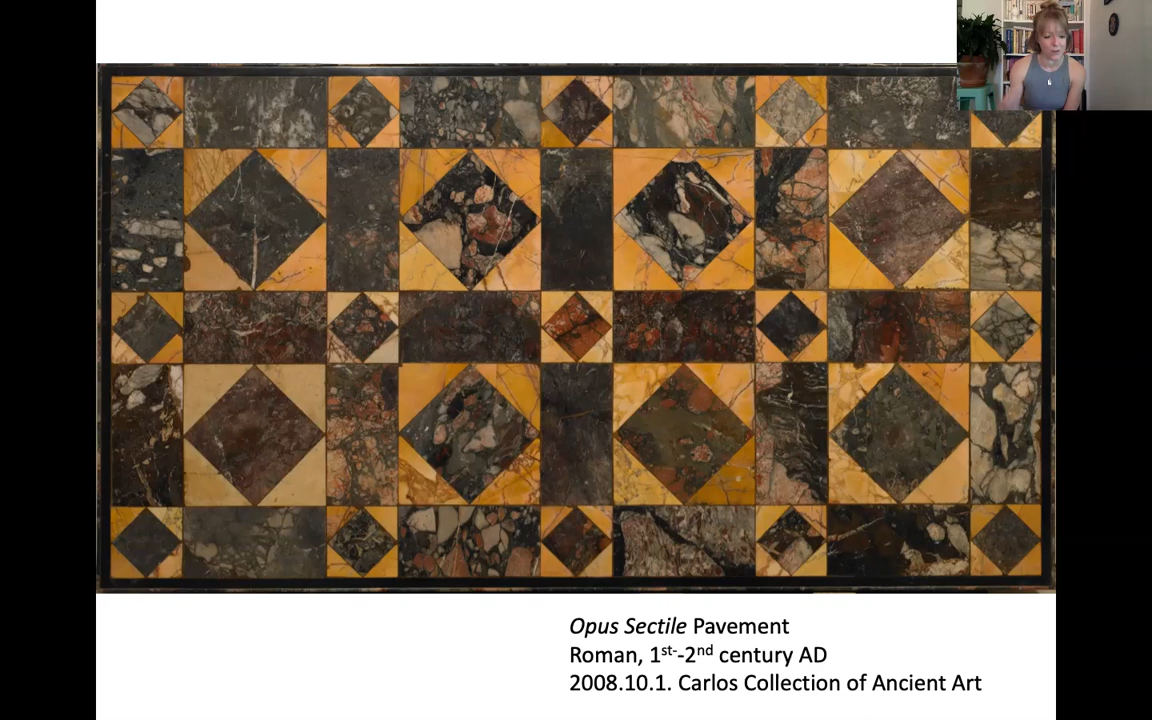 Opus Sectile Pavement
Roman, 1st--2nd century AD
2008.10.1. Carlos Collection of Ancient Art